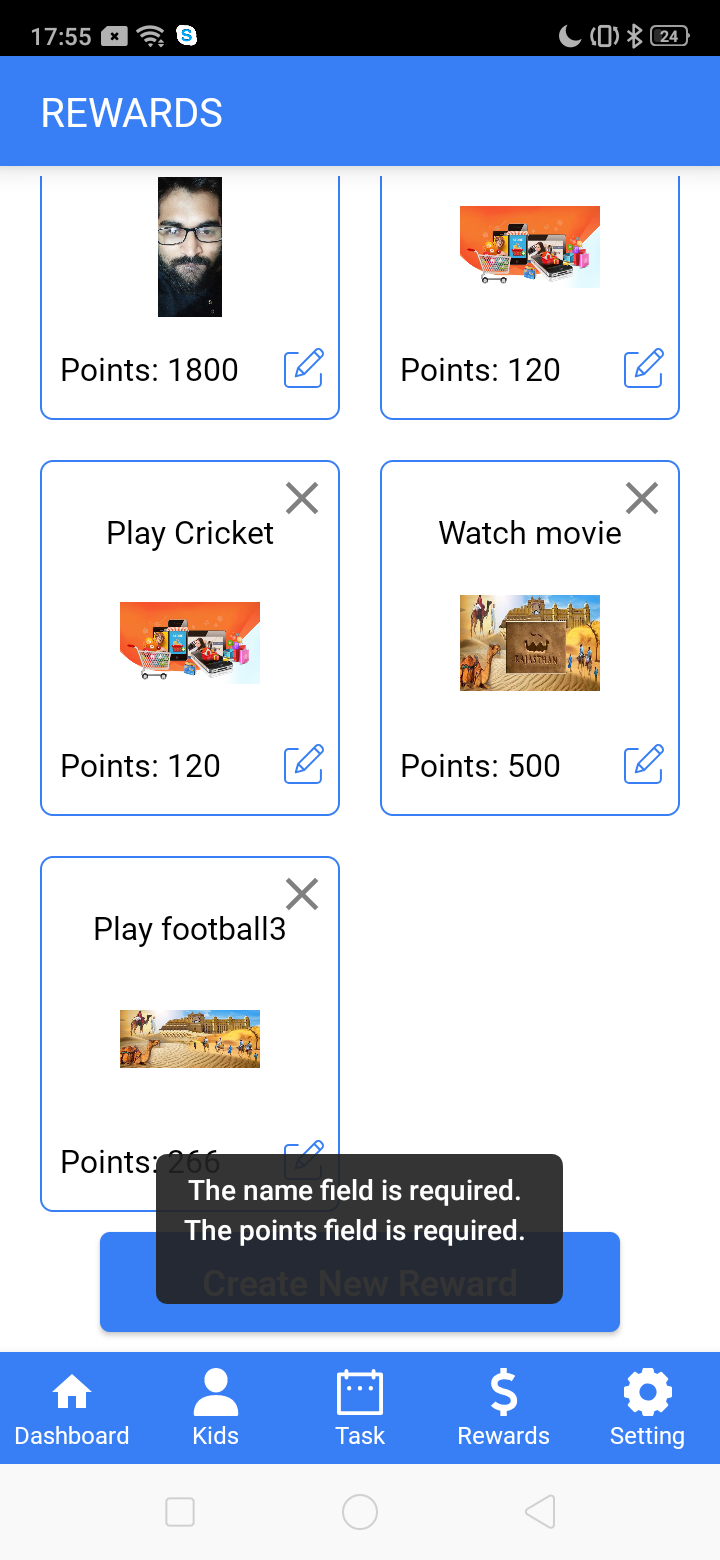 17:55
S
24
REWARDS
Points: 1800
Points: 120
Play Cricket
Watch movie
RAJASTHAN
Points: 120
Points: 500
Play football3
Points: 266
The name field is required.
The points field is required.
Create New Reward
Dashboard
Kids
Task
Rewards
Setting